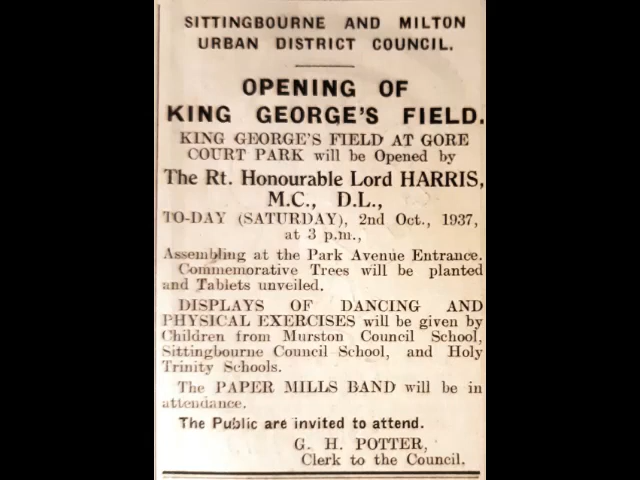 SITTINGBOURNE AND MILTON
URBAN DISTRICT COUNCIL.
OPENING OF
KING GEORGE'S FIELD.
KING GEORGE'S FIELD AT GORE
COURT PARK will be Opened by
The Rt. Honourable Lord HARRIS,
M.C., D.L.,
TO-DAY (SATURDAY), 2nd Oct., 1937,
at 3 p.m.,
Assembling at the Park Avenue Entrance.
Commemorative Trees will be planted
and Tablets unveiled.
DISPLAYS OF DANCING AND
PHYSICAL EXERCISES will be given by
Children from Murston Council School,
Sittingbourne Council School, and Holy
Trinity Schools.
The PAPER MILLS BAND will be in
attendance.
The Public are invited to attend.
G. H. POTTER,
Clerk to the Council.